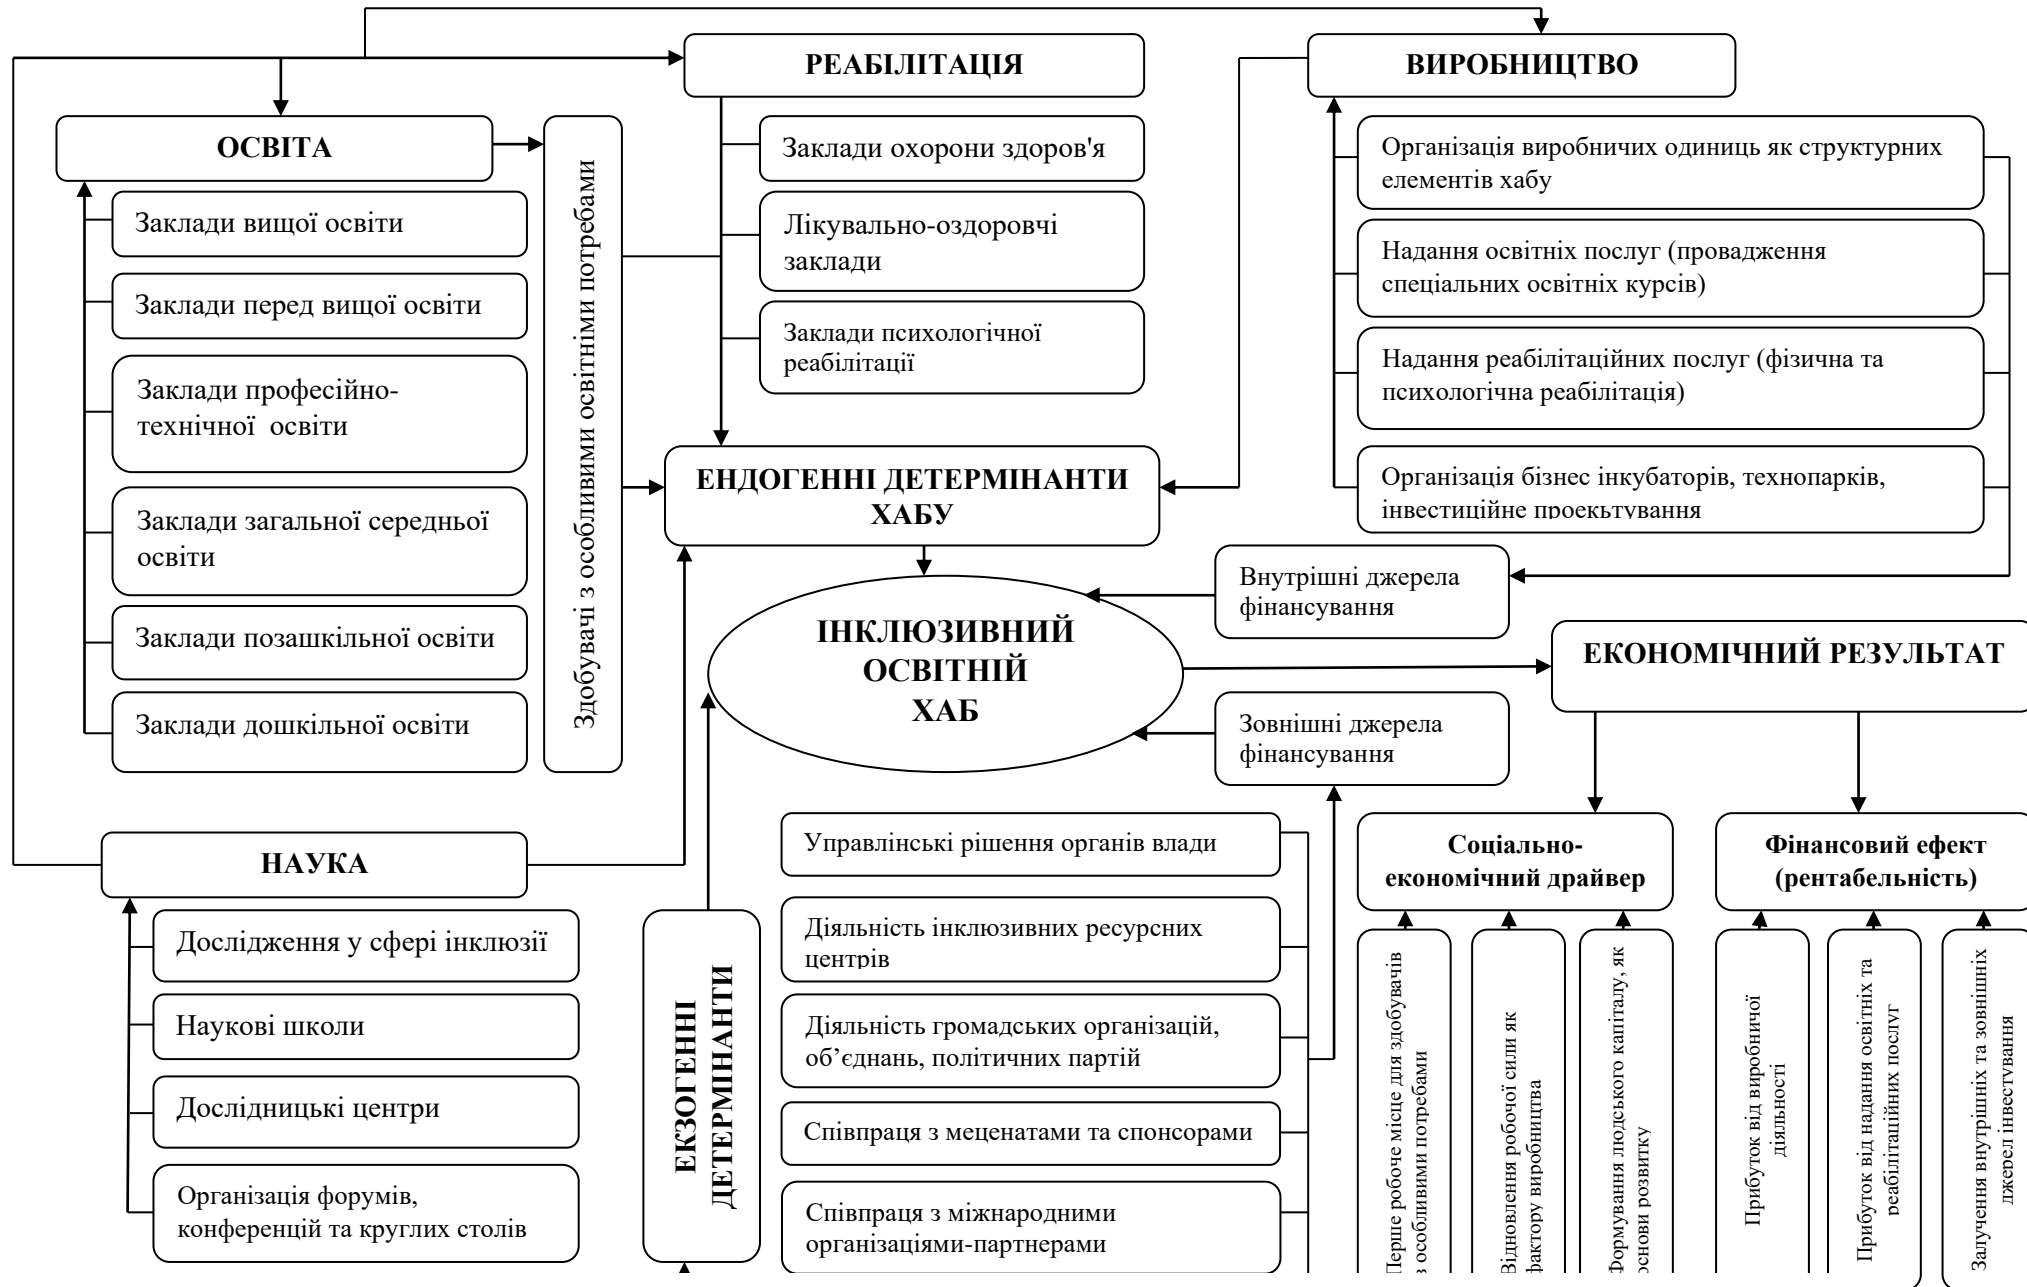 РЕАБІЛІТАЦІЯ
ВИРОБНИЦТВО
ОСВІТА
Заклади вищої освіти
Заклади перед вищої освіти
Заклади професійно-
технічної освіти
Заклади загальної середньої
освіти
Заклади позашкільної освіти
Заклади дошкільної освіти
Здобувачі з особливими освітніми потребами
Заклади охорони здоров'я
Лікувально-оздоровчі
заклади
Заклади психологічної
реабілітації
Організація виробничих одиниць як структурних
елементів хабу
Надання освітніх послуг (провадження
спеціальних освітніх курсів)
Надання реабілітаційних послуг (фізична та
психологічна реабілітація)
Організація бізнес інкубаторів, технопарків,
інвестиційне проекьтування
ЕНДОГЕННІ ДЕТЕРМІНАНТИ
ХАБУ
Внутрішні джерела
фінансування
ІНКЛЮЗИВНИЙ
ОСВІТНІЙ
ХАБ
ЕКОНОМІЧНИЙ РЕЗУЛЬТАТ
Зовнішні джерела
фінансування
НАУКА
Дослідження у сфері інклюзії
Наукові школи
Дослідницькі центри
Організація форумів,
конференцій та круглих столів
ЕКЗОГЕННІ
ДЕТЕРМІНАНТИ
Управлінські рішення органів влади
Діяльність інклюзивних ресурсних
центрів
Діяльність громадських організацій,
об’єднань, політичних партій
Співпраця з меценатами та спонсорами
Співпраця з міжнародними
організаціями-партнерами
Соціально-
економічний драйвер
Фінансовий ефект
(рентабельність)
Перше робоче місце для здобувачів
з особливими потребами
Відновлення робочої сили як
фактору виробництва
Формування людського капіталу, як
основи розвитку
Прибуток від виробничої
діяльності
Прибуток від надання освітніх та
реабілітаційних послуг
Залучення внутрішніх та зовнішніх
джерел інвестування